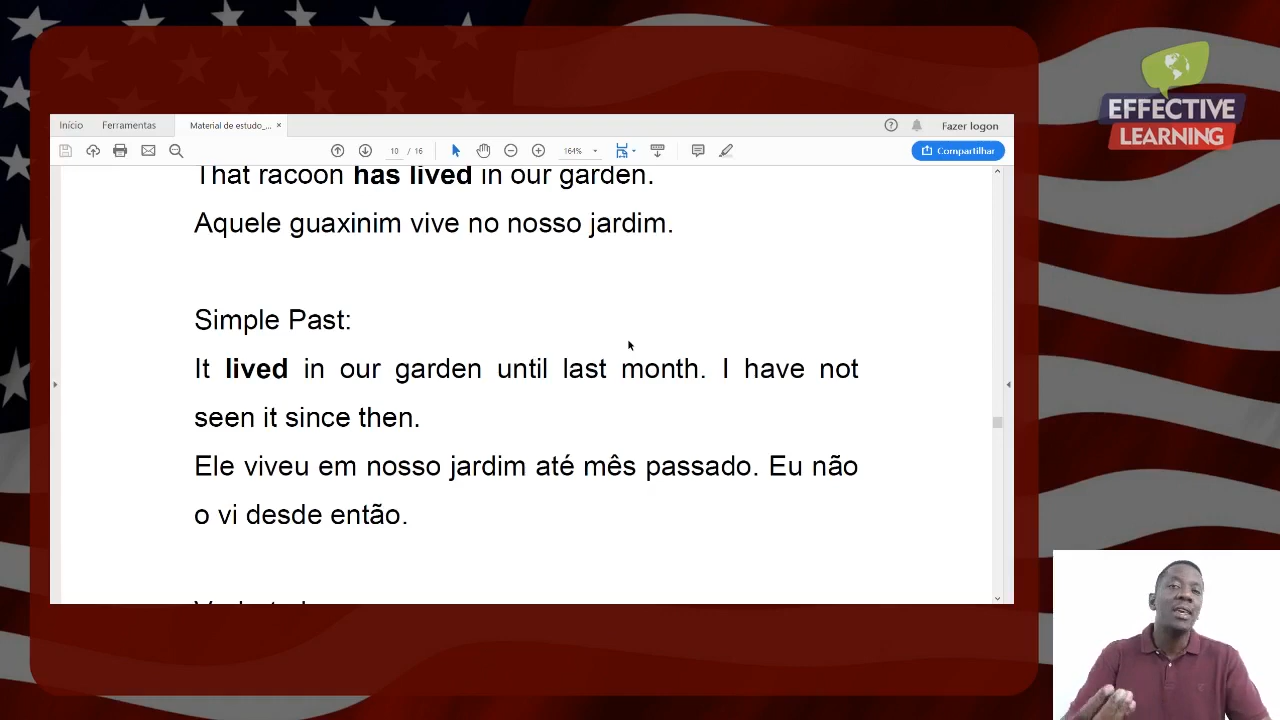 EFFECTIVE
LEARNING
Início Ferramentas Material de estudo_... ×
Fazer logon
10 / 16
164%
Compartilhar
That racoon has lived in our garden.
Aquele guaxinim vive no nosso jardim.
Simple Past:
It lived in our garden until last month. I have not
seen it since then.
Ele viveu em nosso jardim até mês passado. Eu não
o vi desde então.